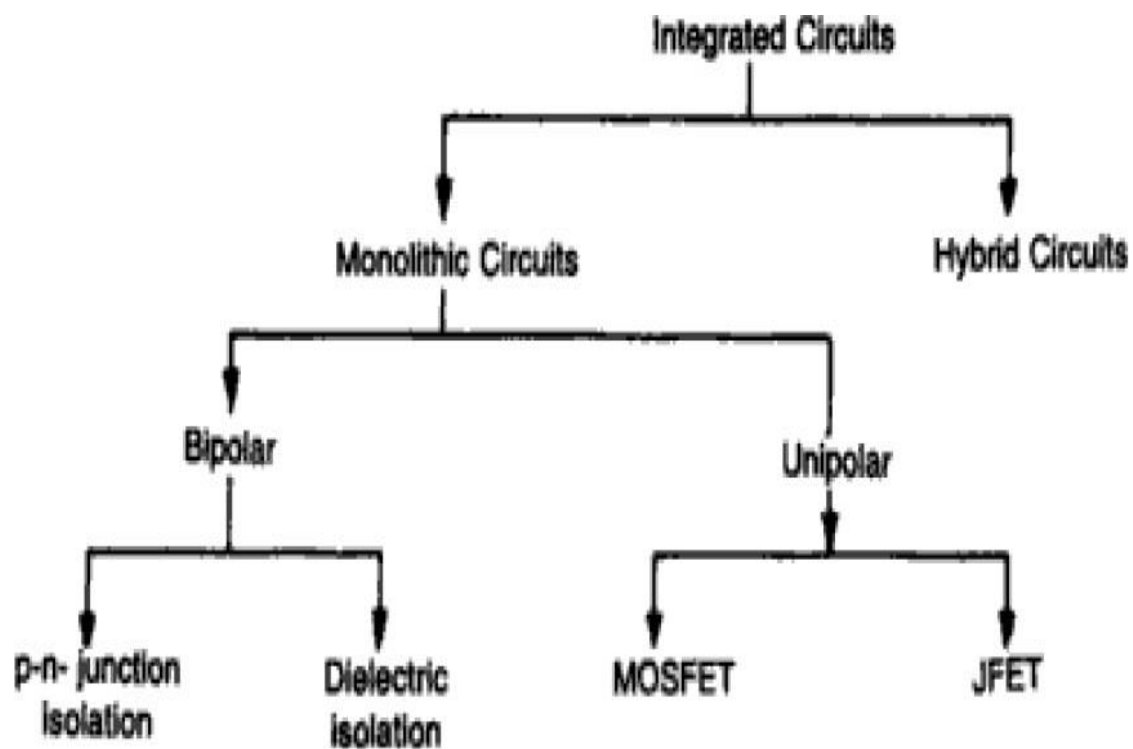 Integrated Circuits
Monolithic Circuits
Hybrid Circuits
Bipolar
Unipolar
p-n- junction
isolation
Dielectric
isolation
MOSFET
JFET